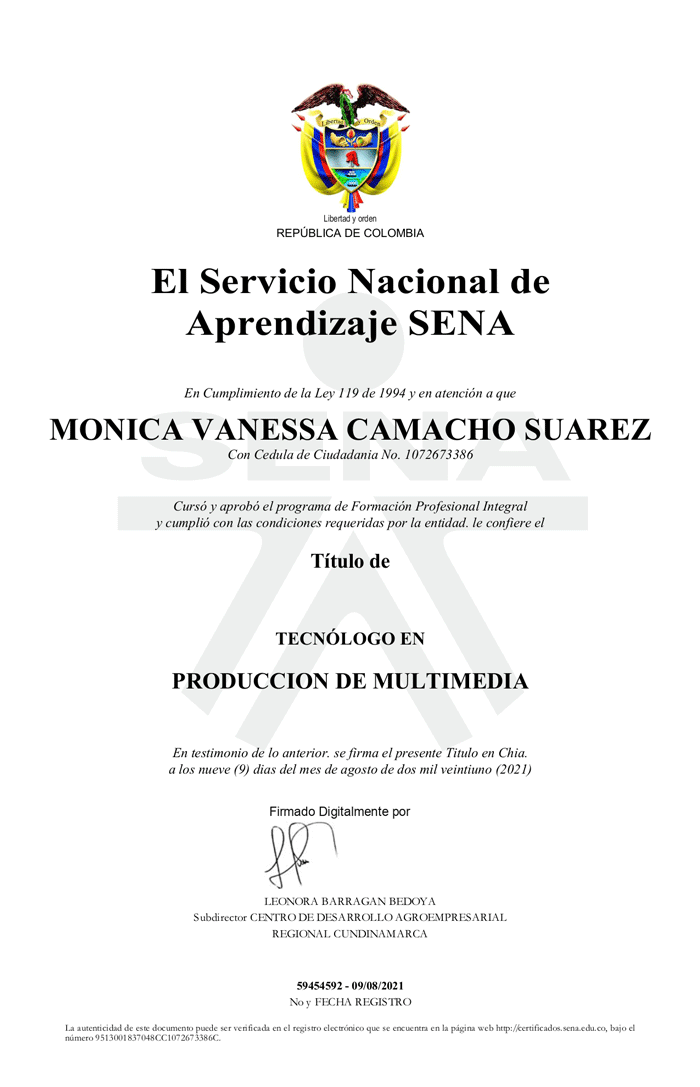 Libertad y Orden
Libertad y orden
REPÚBLICA DE COLOMBIA
El Servicio Nacional de
Aprendizaje SENA
En Cumplimiento de la Ley 119 de 1994 y en atención a que
SENA
MONICA VANESSA CAMACHO SUAREZ
Con Cedula de Ciudadania No. 1072673386
Cursó y aprobó el programa de Formación Profesional Integral
y cumplió con las condiciones requeridas por la entidad. le confiere el
Título de
TECNÓLOGO EN
PRODUCCION DE MULTIMEDIA
En testimonio de lo anterior. se firma el presente Titulo en Chia.
a los nueve (9) dias del mes de agosto de dos mil veintiuno (2021)
Firmado Digitalmente por
LEONORA BARRAGAN BEDOYA
Subdirector CENTRO DE DESARROLLO AGROEMPRESARIAL
REGIONAL CUNDINAMARCA
59454592 - 09/08/2021
No y FECHA REGISTRO
La autenticidad de este documento puede ser verificada en el registro electrónico que se encuentra en la página web http://certificados.sena.edu.co, bajo el
número 9513001837048CC1072673386C.